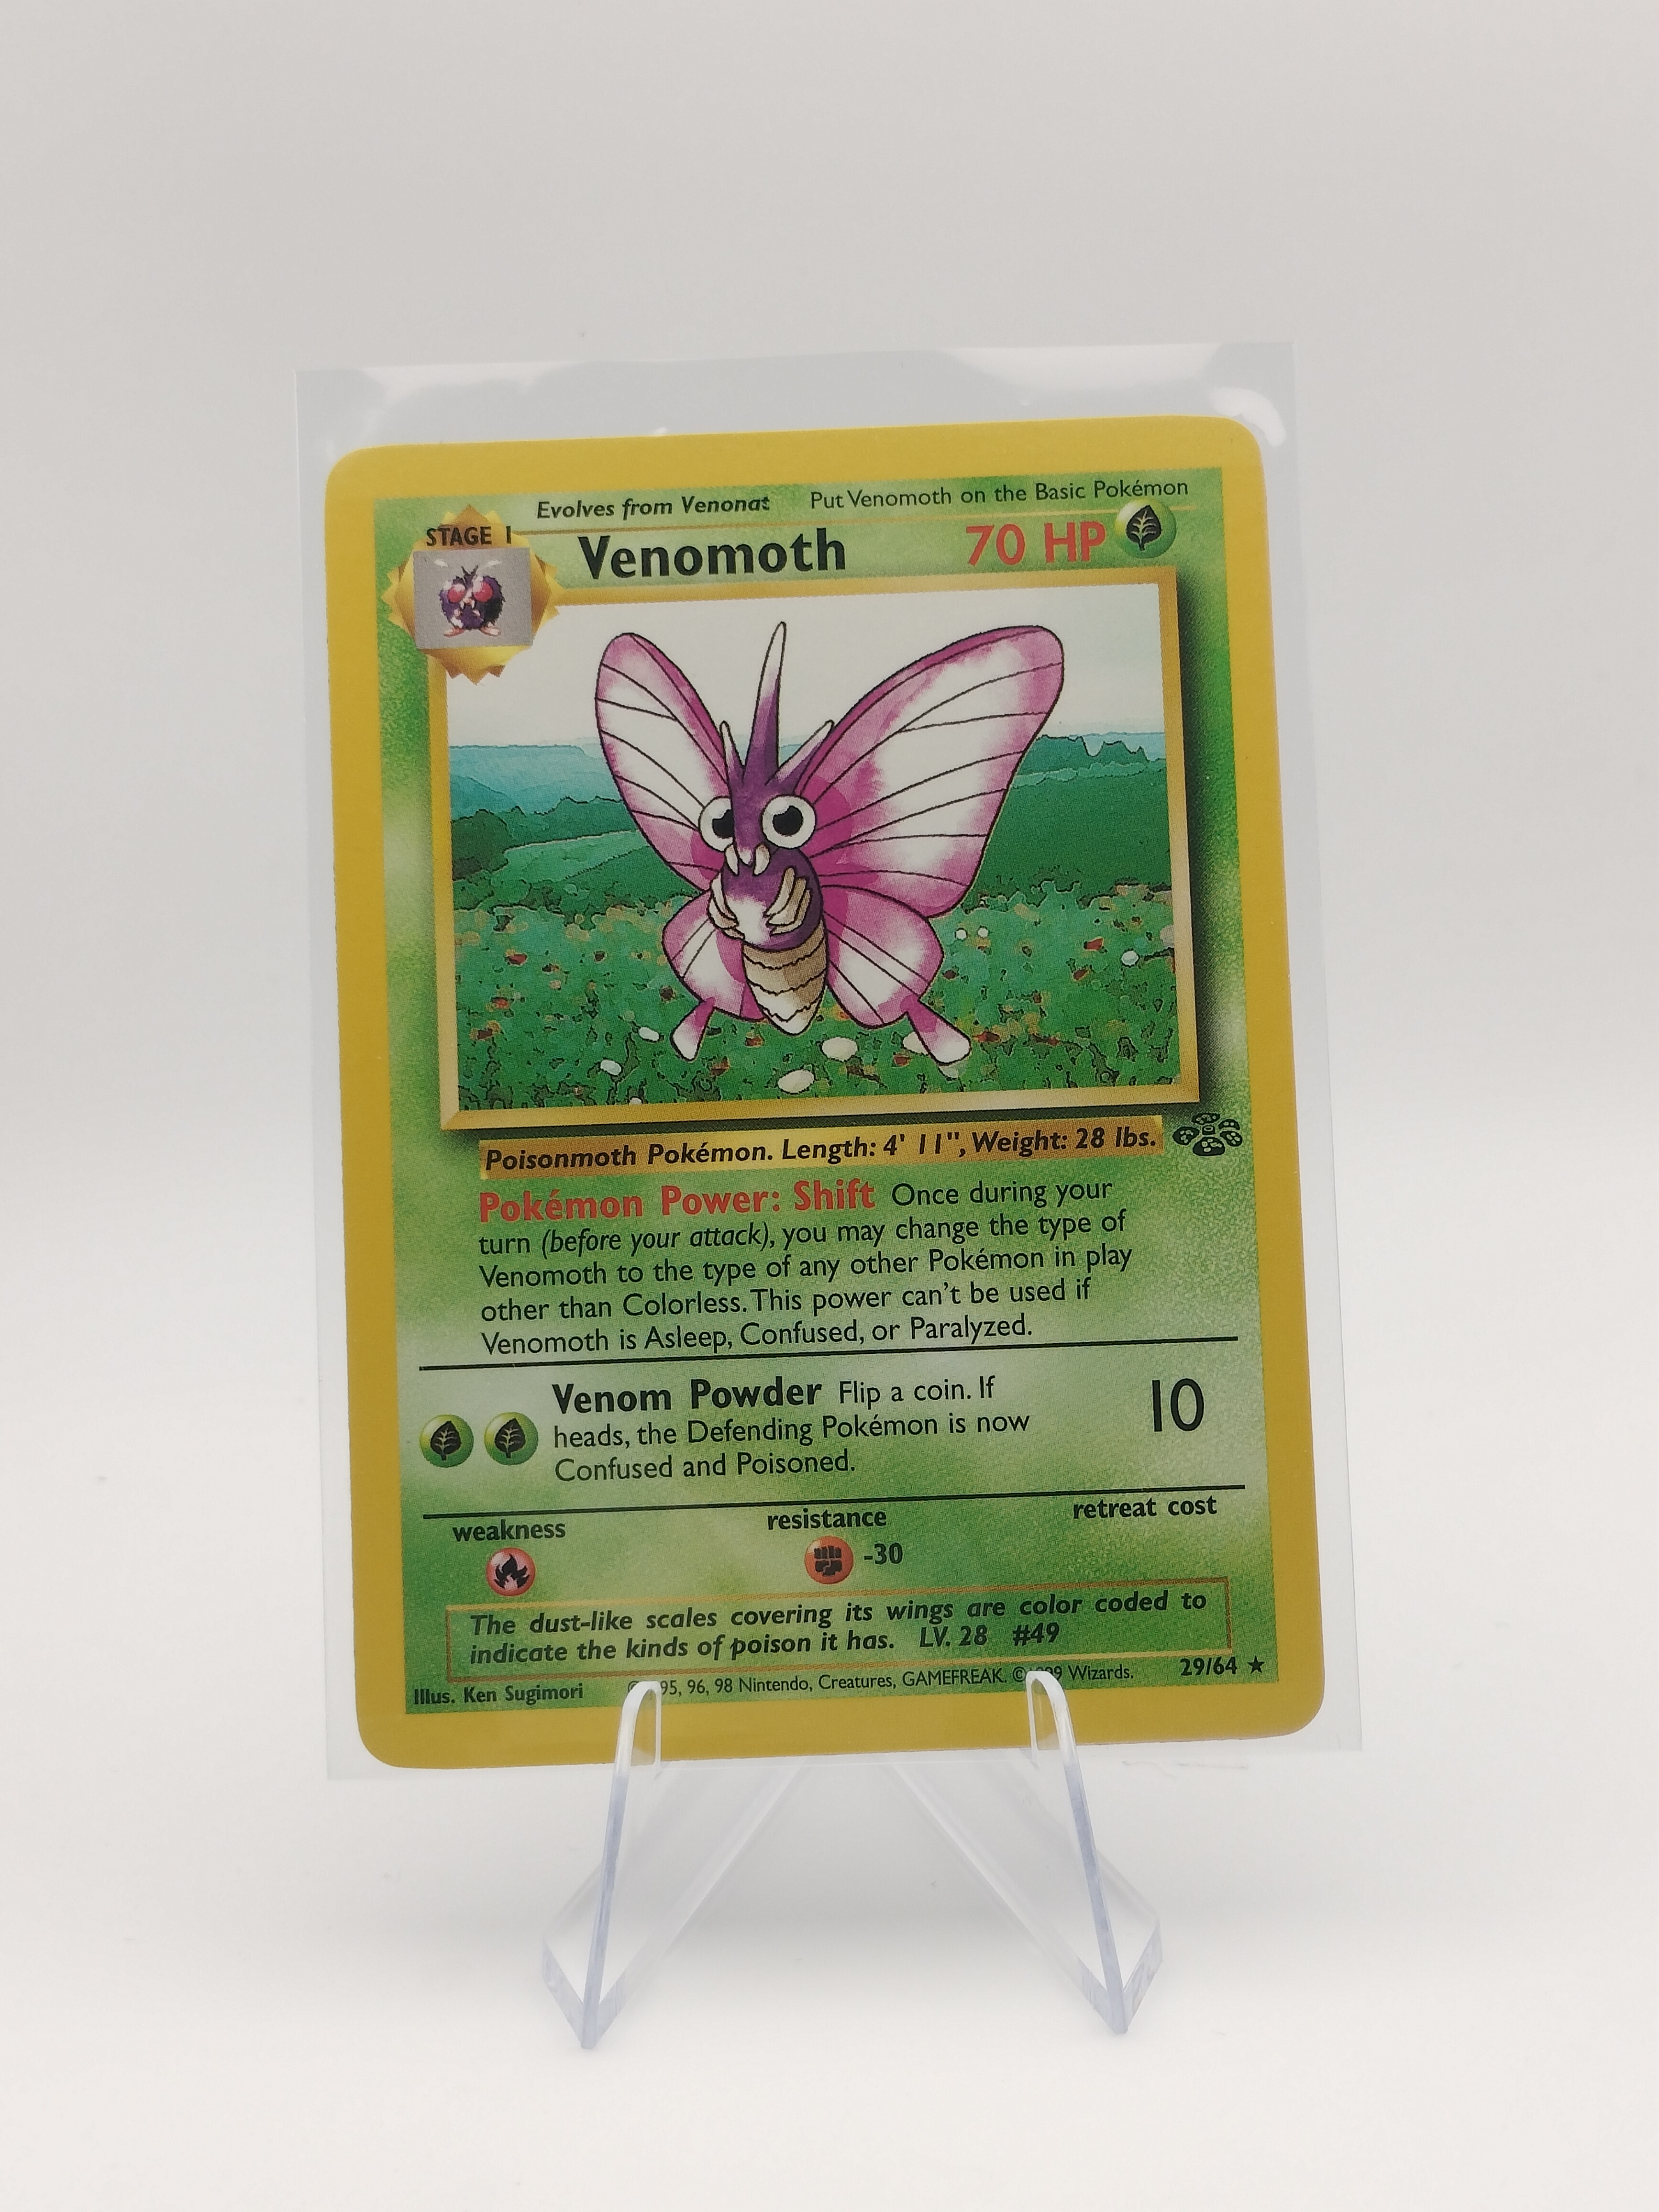 Evolves from Venonat Put Venomoth on the Basic Pokémon
STAGE 1
Venomoth 70 HP
Poisonmoth Pokémon. Length: 4' 11", Weight: 28 lbs.
Pokémon Power: Shift Once during your
turn (before your attack), you may change the type of
Venomoth to the type of any other Pokémon in play
other than Colorless. This power can't be used if
Venomoth is Asleep, Confused, or Paralyzed.
Venom Powder Flip a coin. If
heads, the Defending Pokémon is now
Confused and Poisoned.
10
weakness resistance retreat cost
-30
The dust-like scales covering its wings are color coded to
indicate the kinds of poison it has. LV. 28 #49
Illus. Ken Sugimori 95, 96, 98 Nintendo, Creatures, GAMEFREAK. © Wizards. 29/64 ★